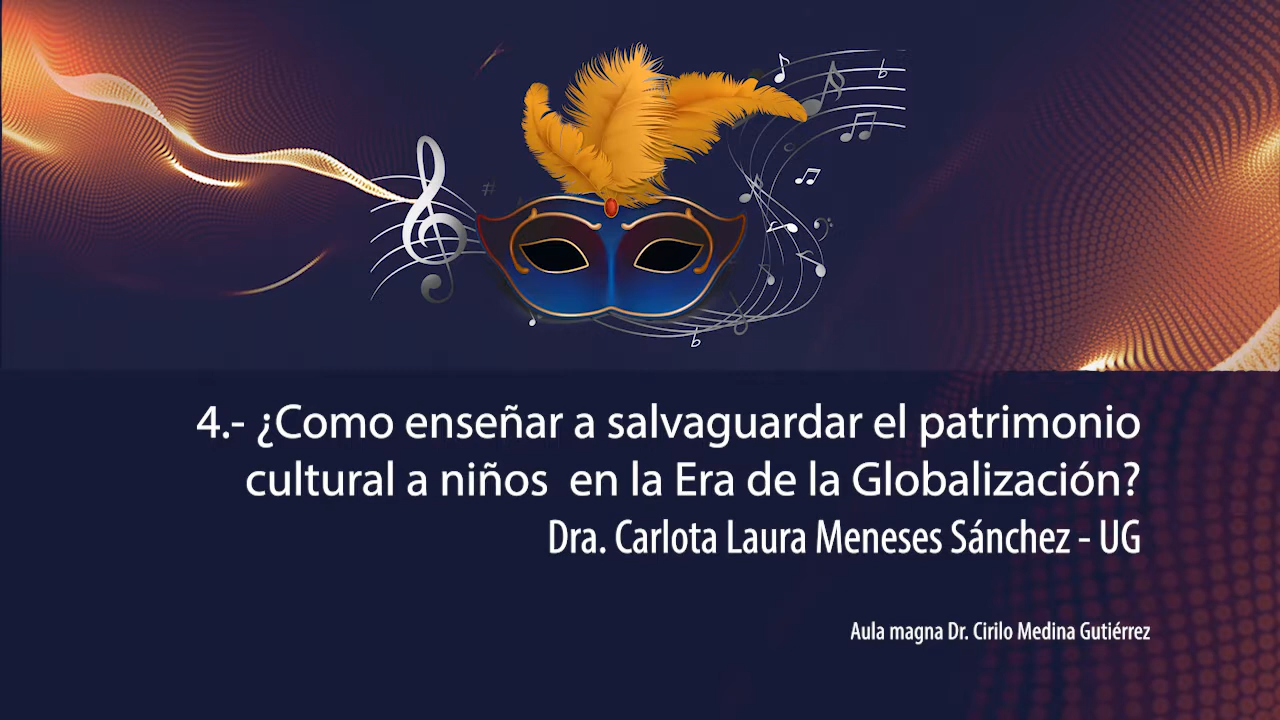 4.- ¿Como enseñar a salvaguardar el patrimonio
cultural a niños  en la Era de la Globalización?
Dra. Carlota Laura Meneses Sánchez - UG
Aula magna Dr. Cirilo Medina Gutiérrez